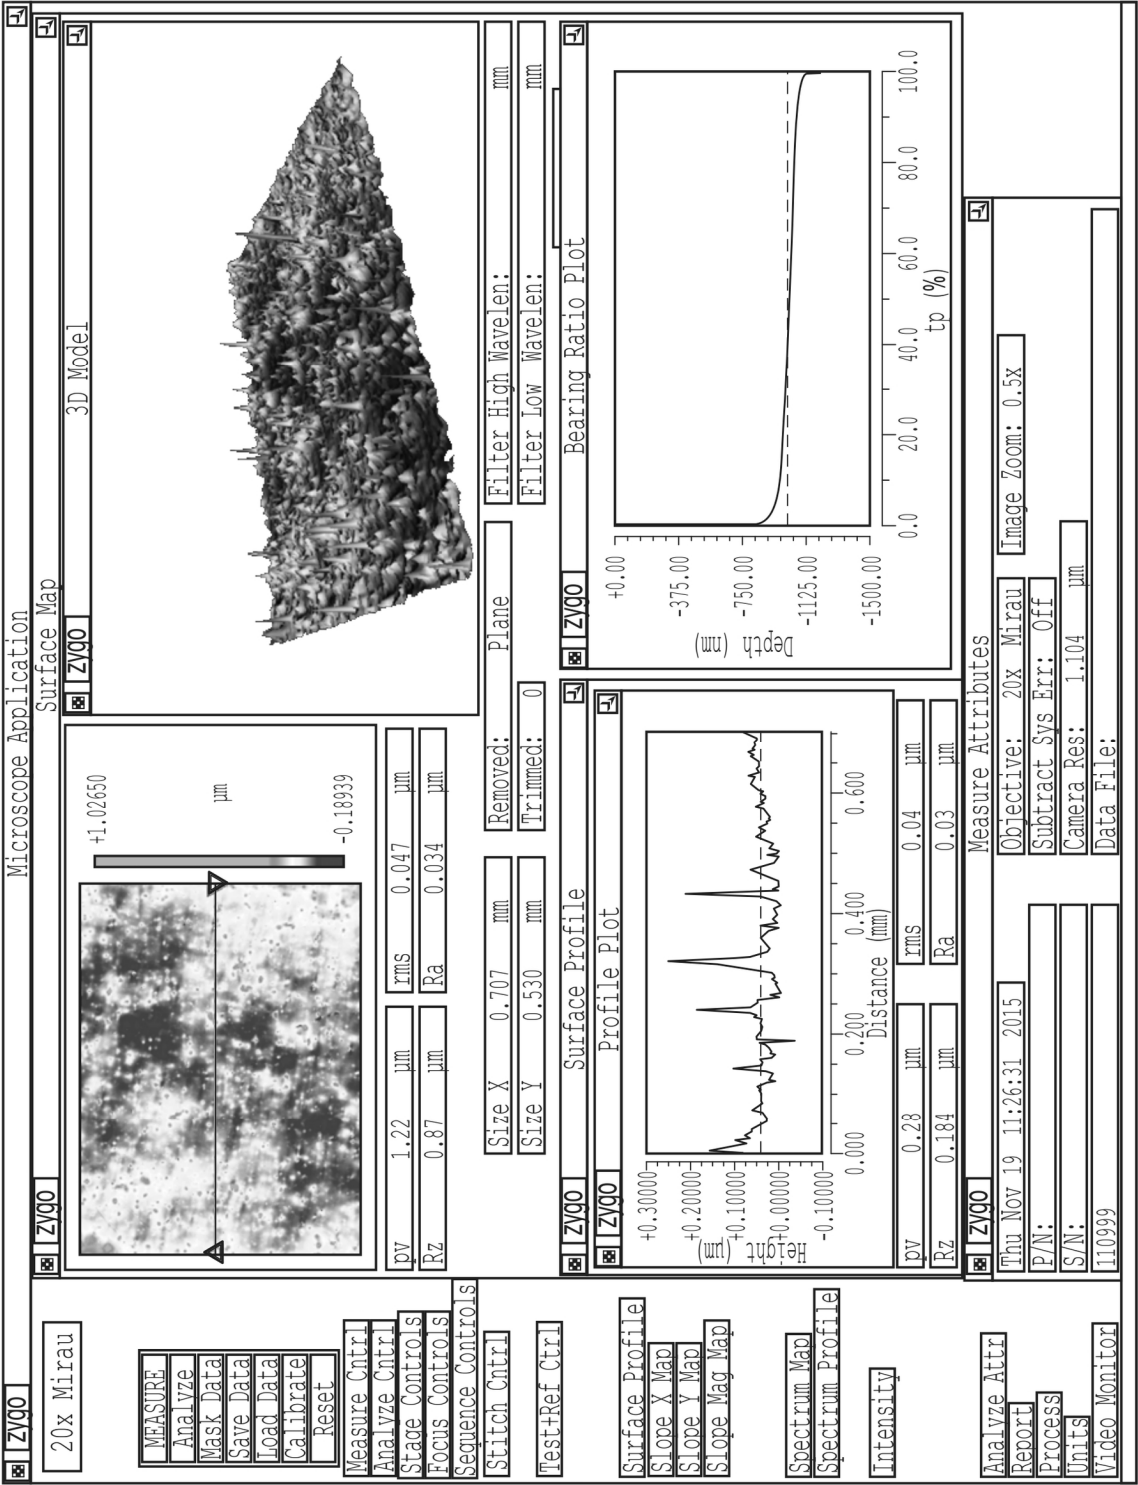 Microscope Application
zygo
20x Mirau
MEASURE
Analyze
Mask Data
Save Data
Load Data
Calibrate
Reset
Measure Cntrl
Analyze Cntrl
Stage Controls
Focus Controls
Sequence Controls
Stitch Cntrl
Test+Ref Ctrl
Surface Profile
Slope X Map
Slope Y Map
Slope Mag Map
Spectrum Map
Spectrum Profile
Intensity
Analyze Attr
Report
Process
Units
Video Monitor
zygo
Surface Map
+1.02650
µm
-0.18939
pv 1.22 µm
rms 0.047 µm
Rz 0.87 µm
Ra 0.034 µm
zygo
3D Model
Size X 0.707 mm
Size Y 0.530 mm
Removed: Plane
Trimmed: 0
Filter High Wavelen: mm
Filter Low Wavelen: mm
zygo
Surface Profile
zygo
Profile Plot
+0.30000
+0.20000
+0.10000
+0.00000
-0.10000
Height (µm)
0.000
0.200
0.400
0.600
Distance (mm)
pv 0.28 µm
rms 0.04 µm
Rz 0.184 µm
Ra 0.03 µm
zygo
Bearing Ratio Plot
+0.00
-375.00
-750.00
-1125.00
-1500.00
Depth (nm)
0.0
20.0
40.0
60.0
80.0
100.0
tp (%)
zygo
Measure Attributes
Thu Nov 19 11:26:31 2015
P/N:
S/N:
110999
Objective: 20x Mirau
Image Zoom: 0.5x
Subtract Sys Err: Off
Camera Res: 1.104 µm
Data File: